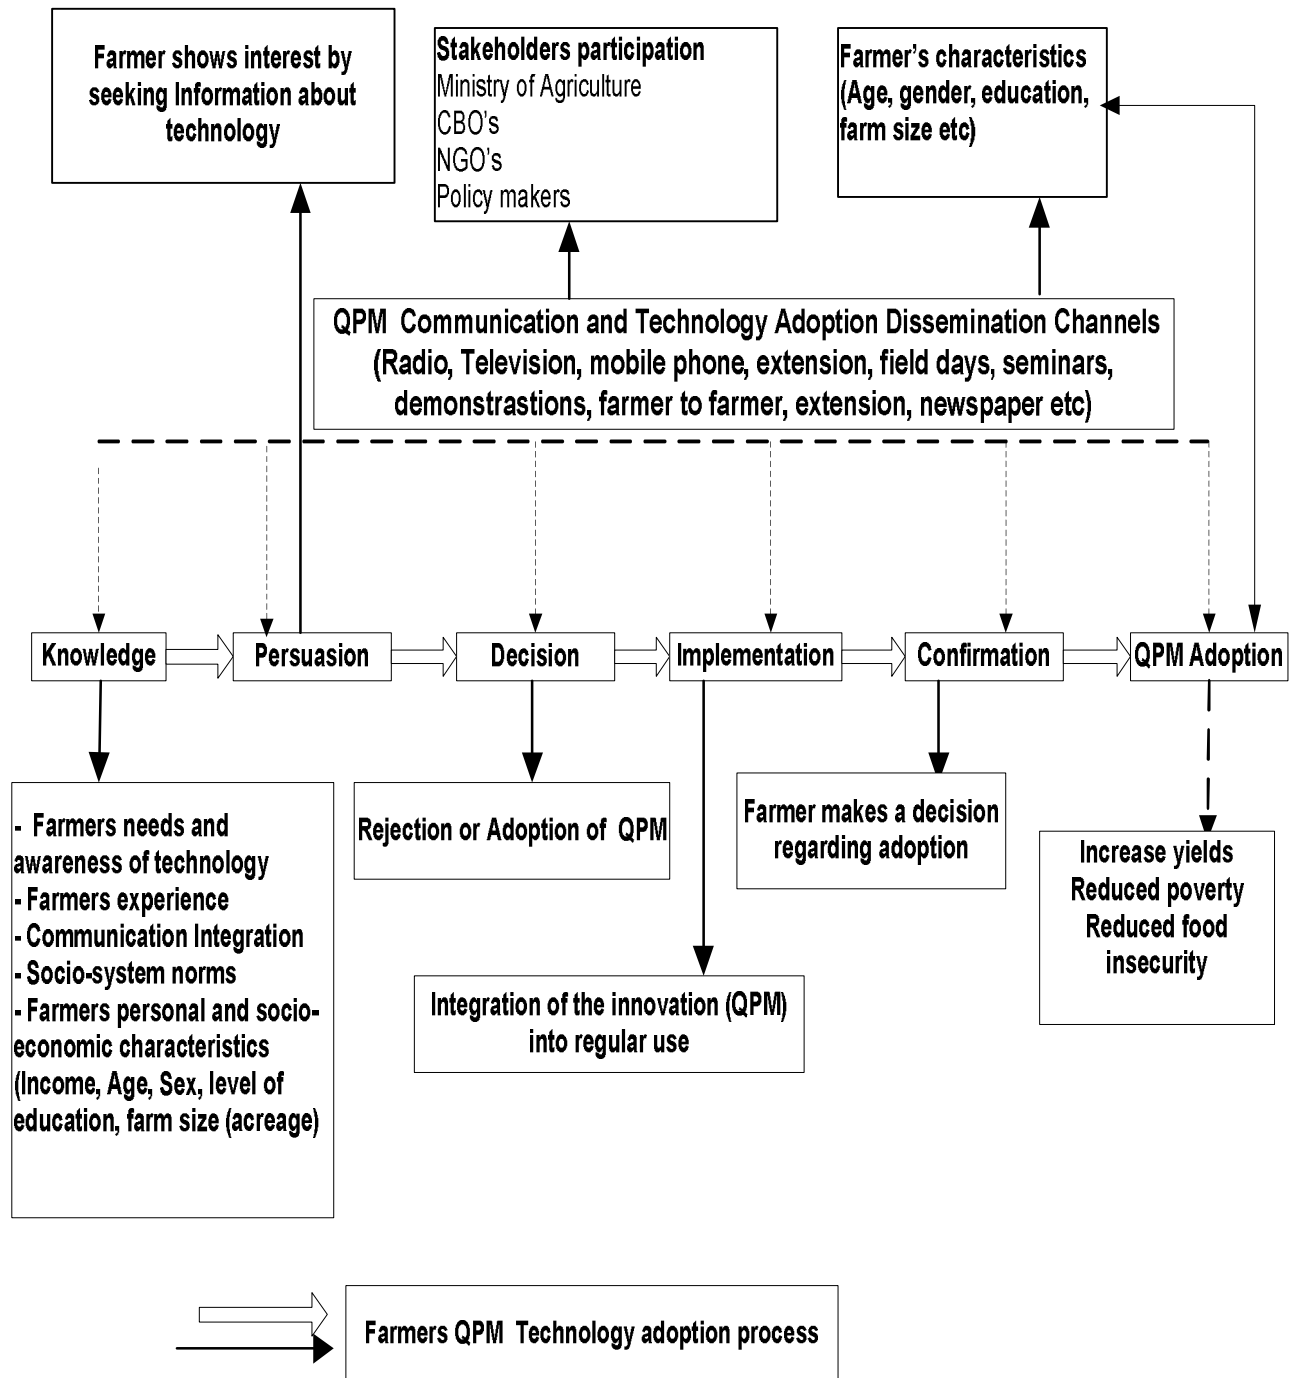 Farmer shows interest by
seeking Information about
technology
Stakeholders participation
Ministry of Agriculture
CBO's
NGO's
Policy makers
Farmer's characteristics
(Age, gender, education,
farm size etc)
QPM Communication and Technology Adoption Dissemination Channels
(Radio, Television, mobile phone, extension, field days, seminars,
demonstrastions, farmer to farmer, extension, newspaper etc)
Knowledge
Persuasion
Decision
Implementation
Confirmation
QPM Adoption
- Farmers needs and
awareness of technology
- Farmers experience
- Communication Integration
- Socio-system norms
- Farmers personal and socio-
economic characteristics
(Income, Age, Sex, level of
education, farm size (acreage)
Rejection or Adoption of QPM
Integration of the innovation (QPM)
into regular use
Farmer makes a decision
regarding adoption
Increase yields
Reduced poverty
Reduced food
insecurity
Farmers QPM Technology adoption process